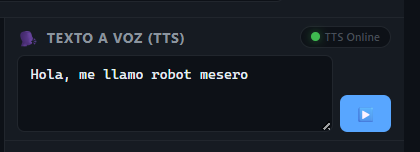 TEXTO A VOZ (TTS)
TTS Online
Hola, me llamo robot mesero